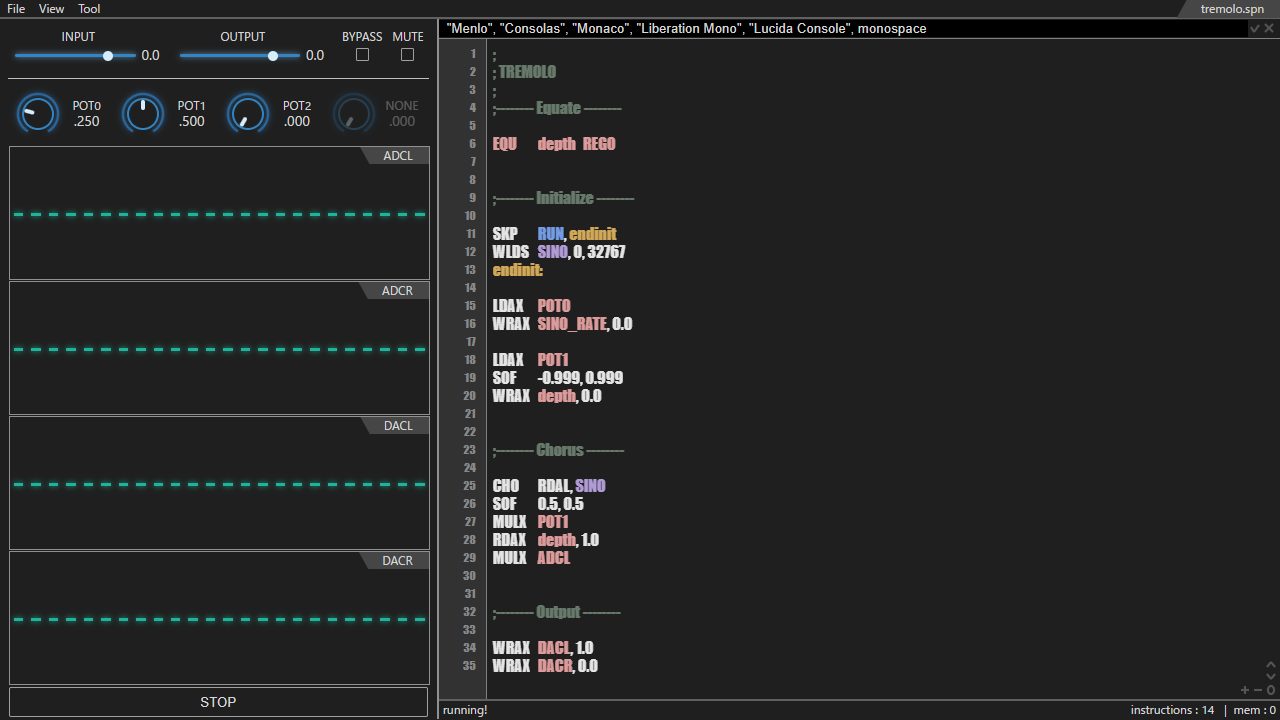 File View Tool
tremolo.spn
INPUT
0.0
OUTPUT
0.0
BYPASS
MUTE
POT0
.250
POT1
.500
POT2
.000
NONE
.000
ADCL
ADCR
DACL
DACR
STOP
"Menlo", "Consolas", "Monaco", "Liberation Mono", "Lucida Console", monospace
1 ;
2 ; TREMOLO
3 ;
4 ;-------- Equate --------
5
6 EQU depth REG0
7
8
9 ;-------- Initialize --------
10
11 SKP RUN, endinit
12 WLDS SIN0, 0, 32767
13 endinit:
14
15 LDAX POT0
16 WRAX SIN0_RATE, 0.0
17
18 LDAX POT1
19 SOF -0.999, 0.999
20 WRAX depth, 0.0
21
22
23 ;-------- Chorus --------
24
25 CHO RDAL, SIN0
26 SOF 0.5, 0.5
27 MULX POT1
28 RDAX depth, 1.0
29 MULX ADCL
30
31
32 ;-------- Output --------
33
34 WRAX DACL, 1.0
35 WRAX DACR, 0.0
running!
instructions : 14 | mem : 0